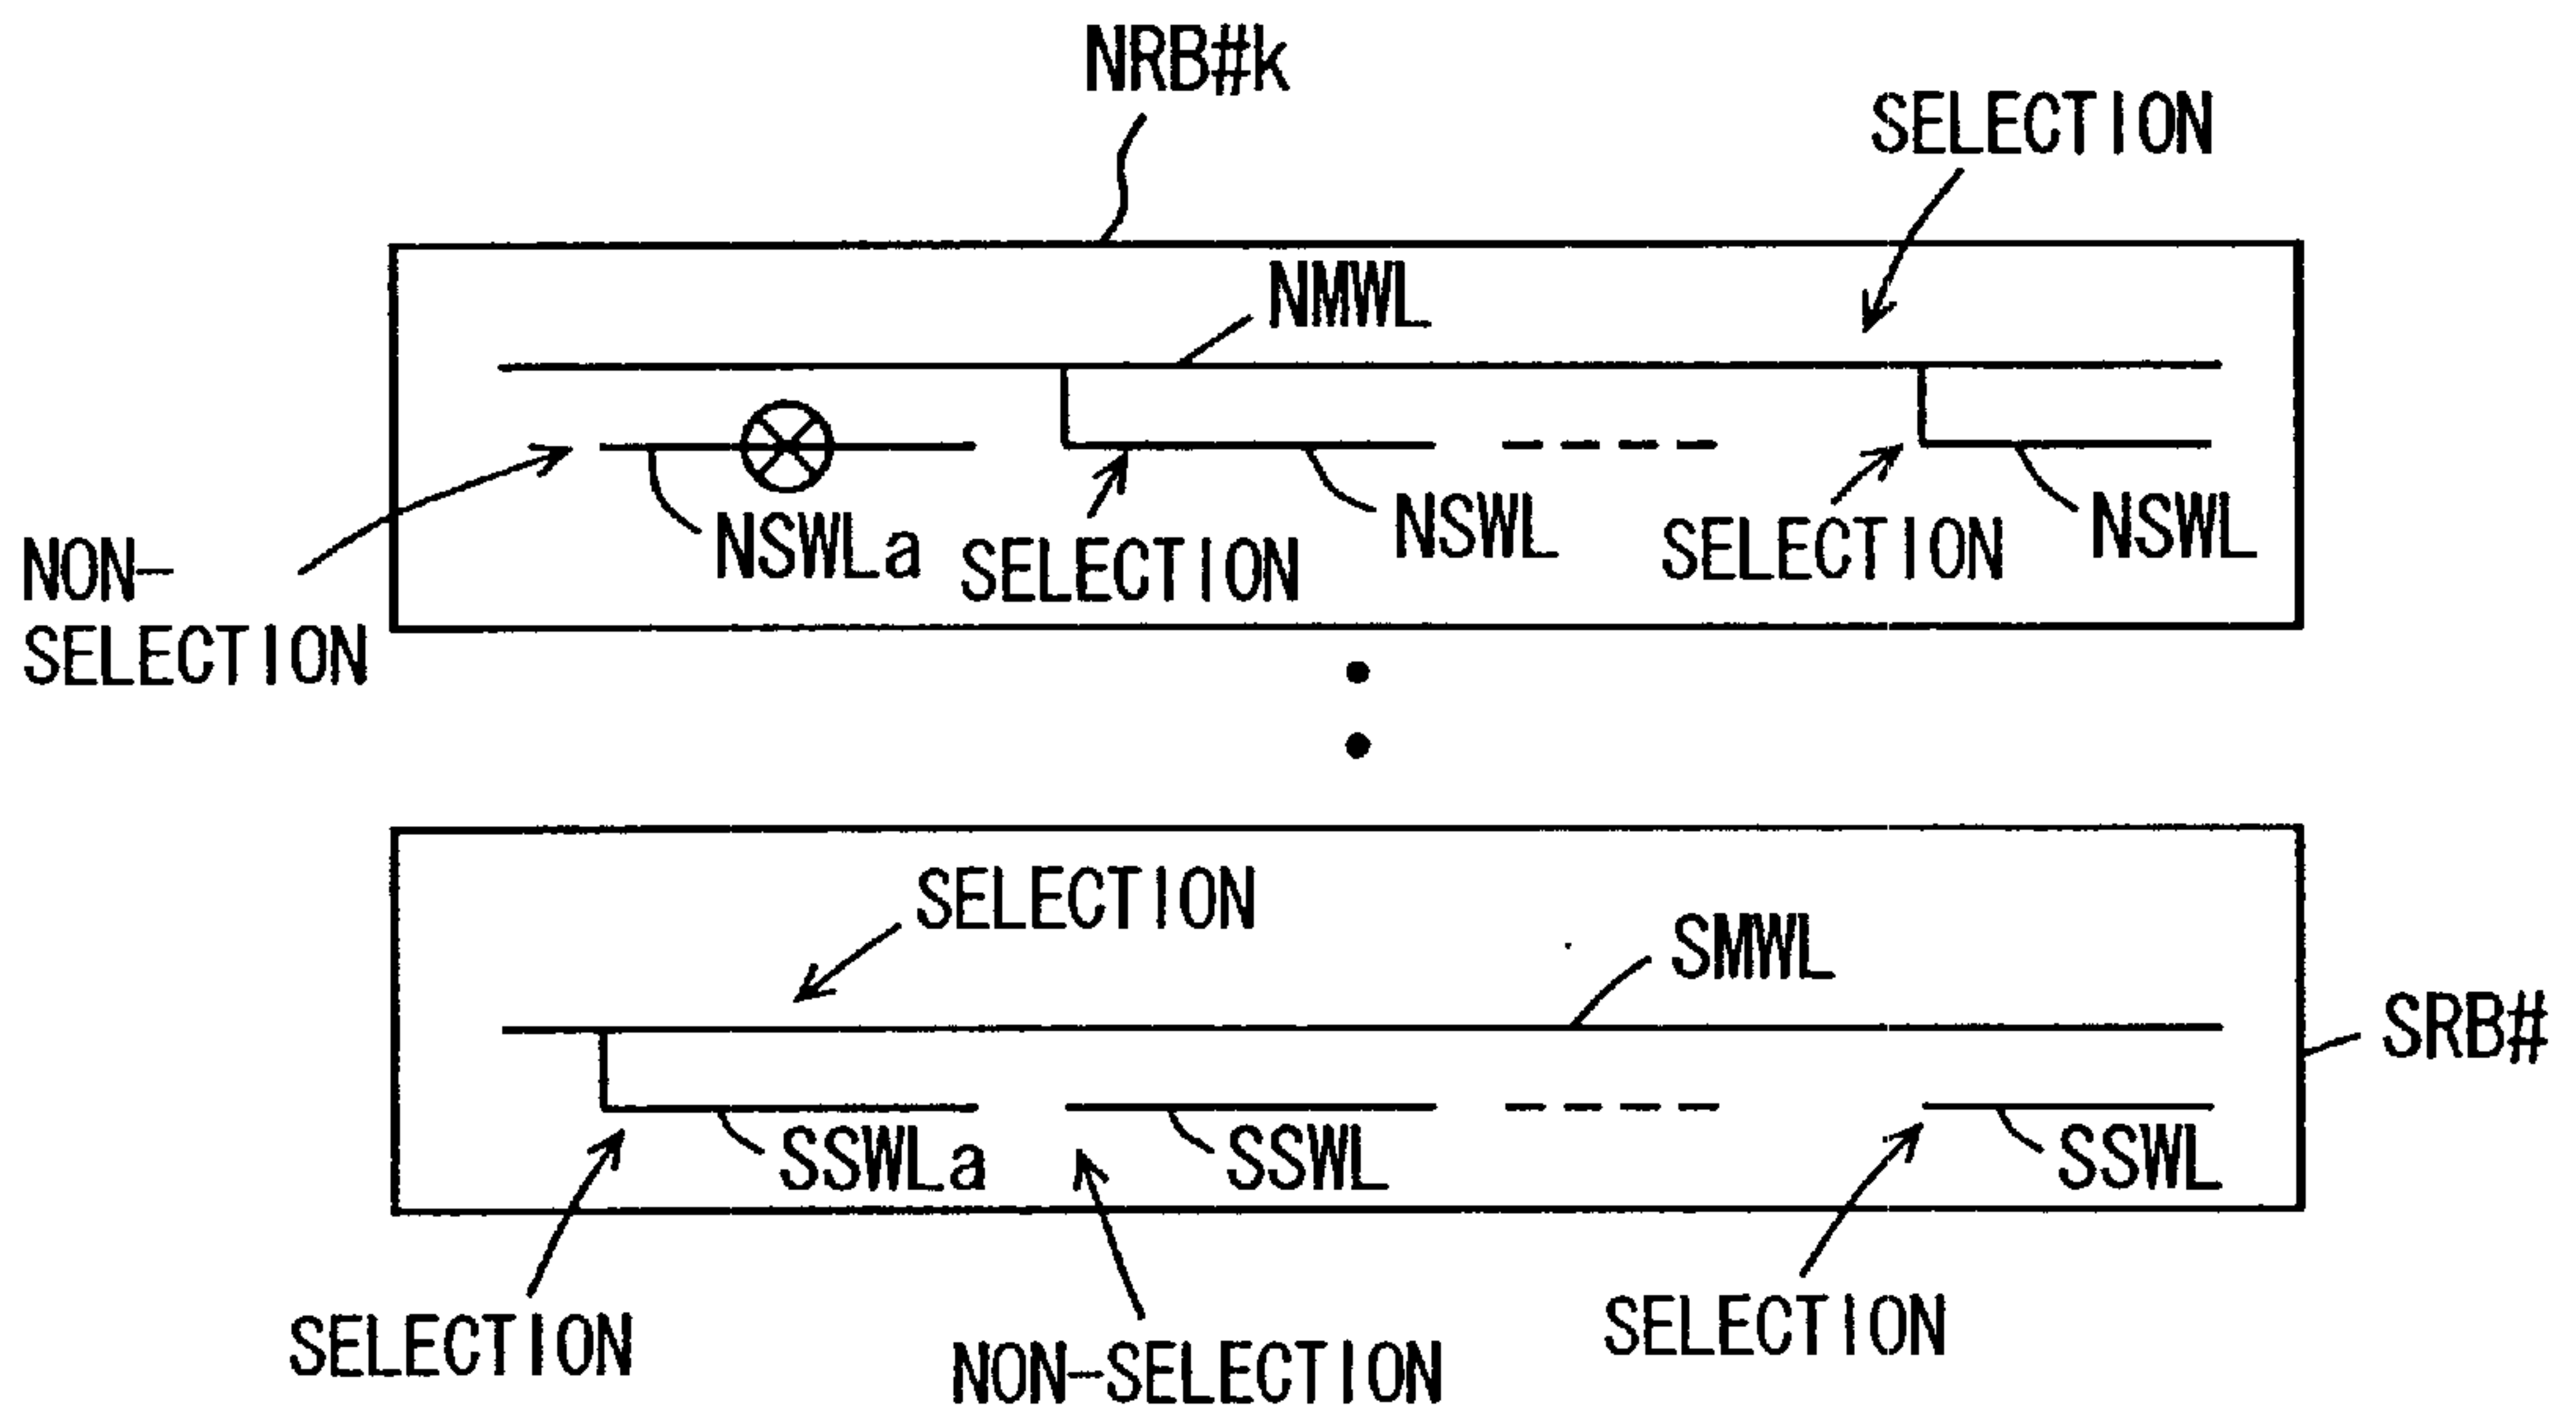 NRB#k
SELECTION
NMWL
NSWLa
SELECTION
NSWL
SELECTION
NSWL
NON-
SELECTION
SELECTION
SMWL
SRB#
SSWLa
SSWL
SSWL
SELECTION
NON-SELECTION
SELECTION